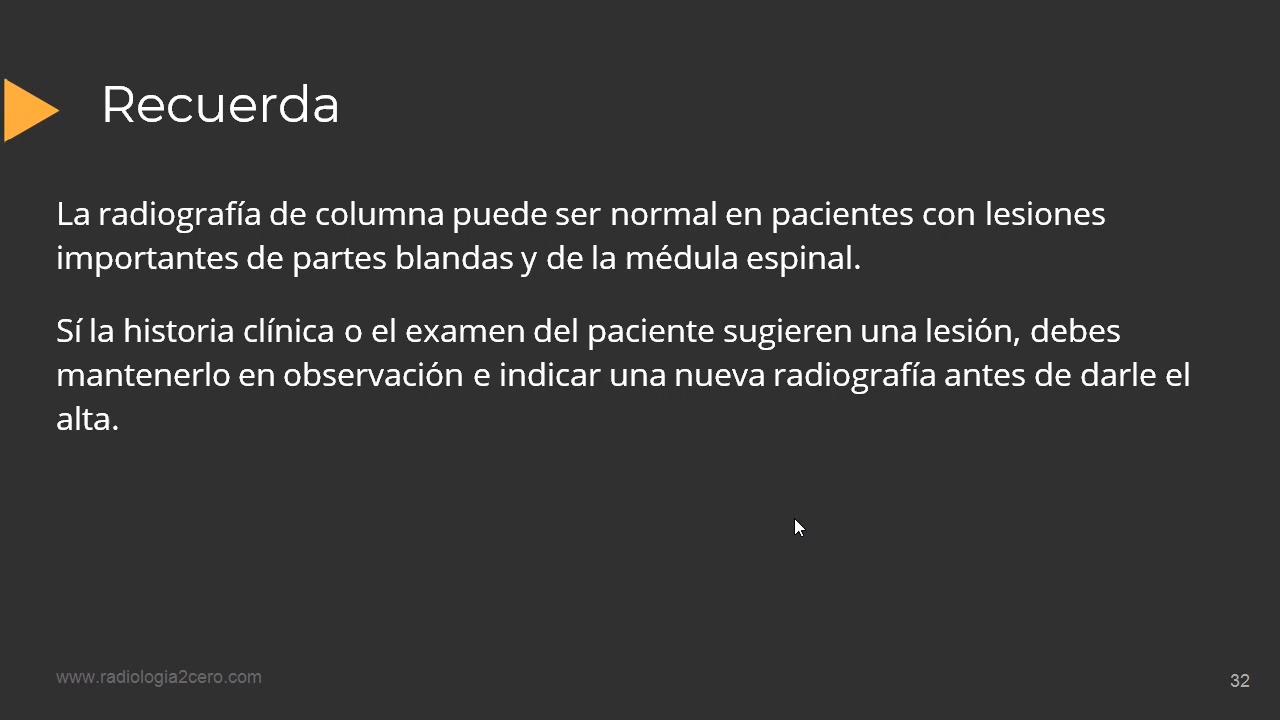 Recuerda
La radiografía de columna puede ser normal en pacientes con lesiones
importantes de partes blandas y de la médula espinal.
Sí la historia clínica o el examen del paciente sugieren una lesión, debes
mantenerlo en observación e indicar una nueva radiografía antes de darle el
alta.
www.radiologia2cero.com
32